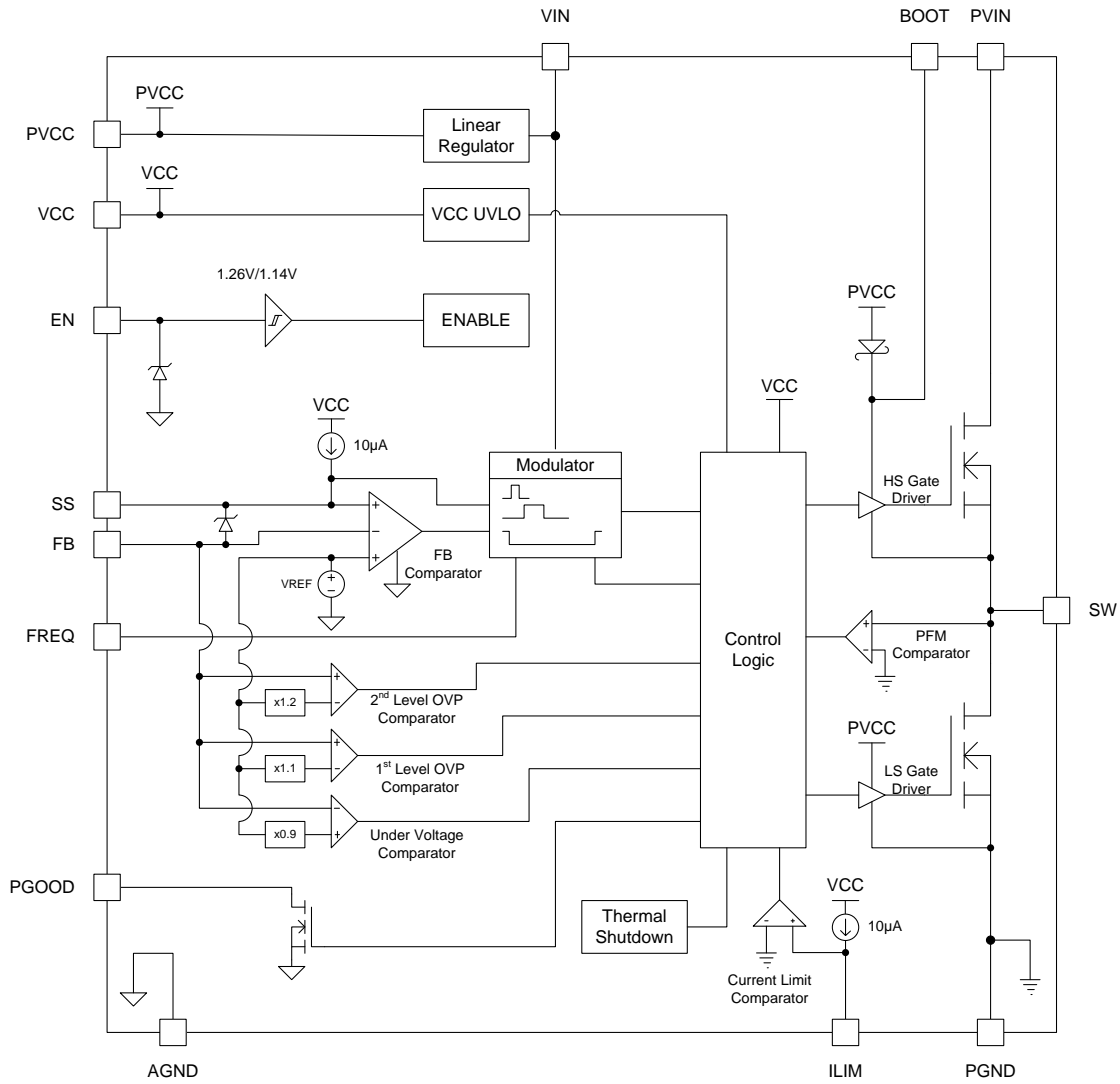 VIN
BOOT
PVIN
PVCC
PVCC
Linear
Regulator
VCC
VCC
VCC UVLO
1.26V/1.14V
EN
ENABLE
PVCC
VCC
VCC
10µA
Modulator
SS
FB
HS Gate
Driver
FB
Comparator
VREF
+
−
+
+
−
FREQ
Control
Logic
SW
+
-
PFM
Comparator
x1.2
+
−
2nd Level OVP
Comparator
x1.1
+
−
1st Level OVP
Comparator
PVCC
LS Gate
Driver
x0.9
−
+
Under Voltage
Comparator
PGOOD
Thermal
Shutdown
VCC
10µA
-
+
Current Limit
Comparator
AGND
ILIM
PGND